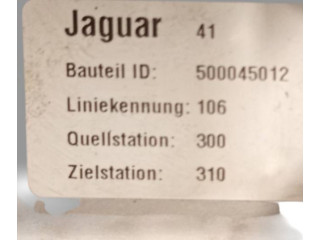 Jaguar 41
Bauteil ID: 500045012
Liniekennung: 106
Quellstation: 300
Zielstation: 310